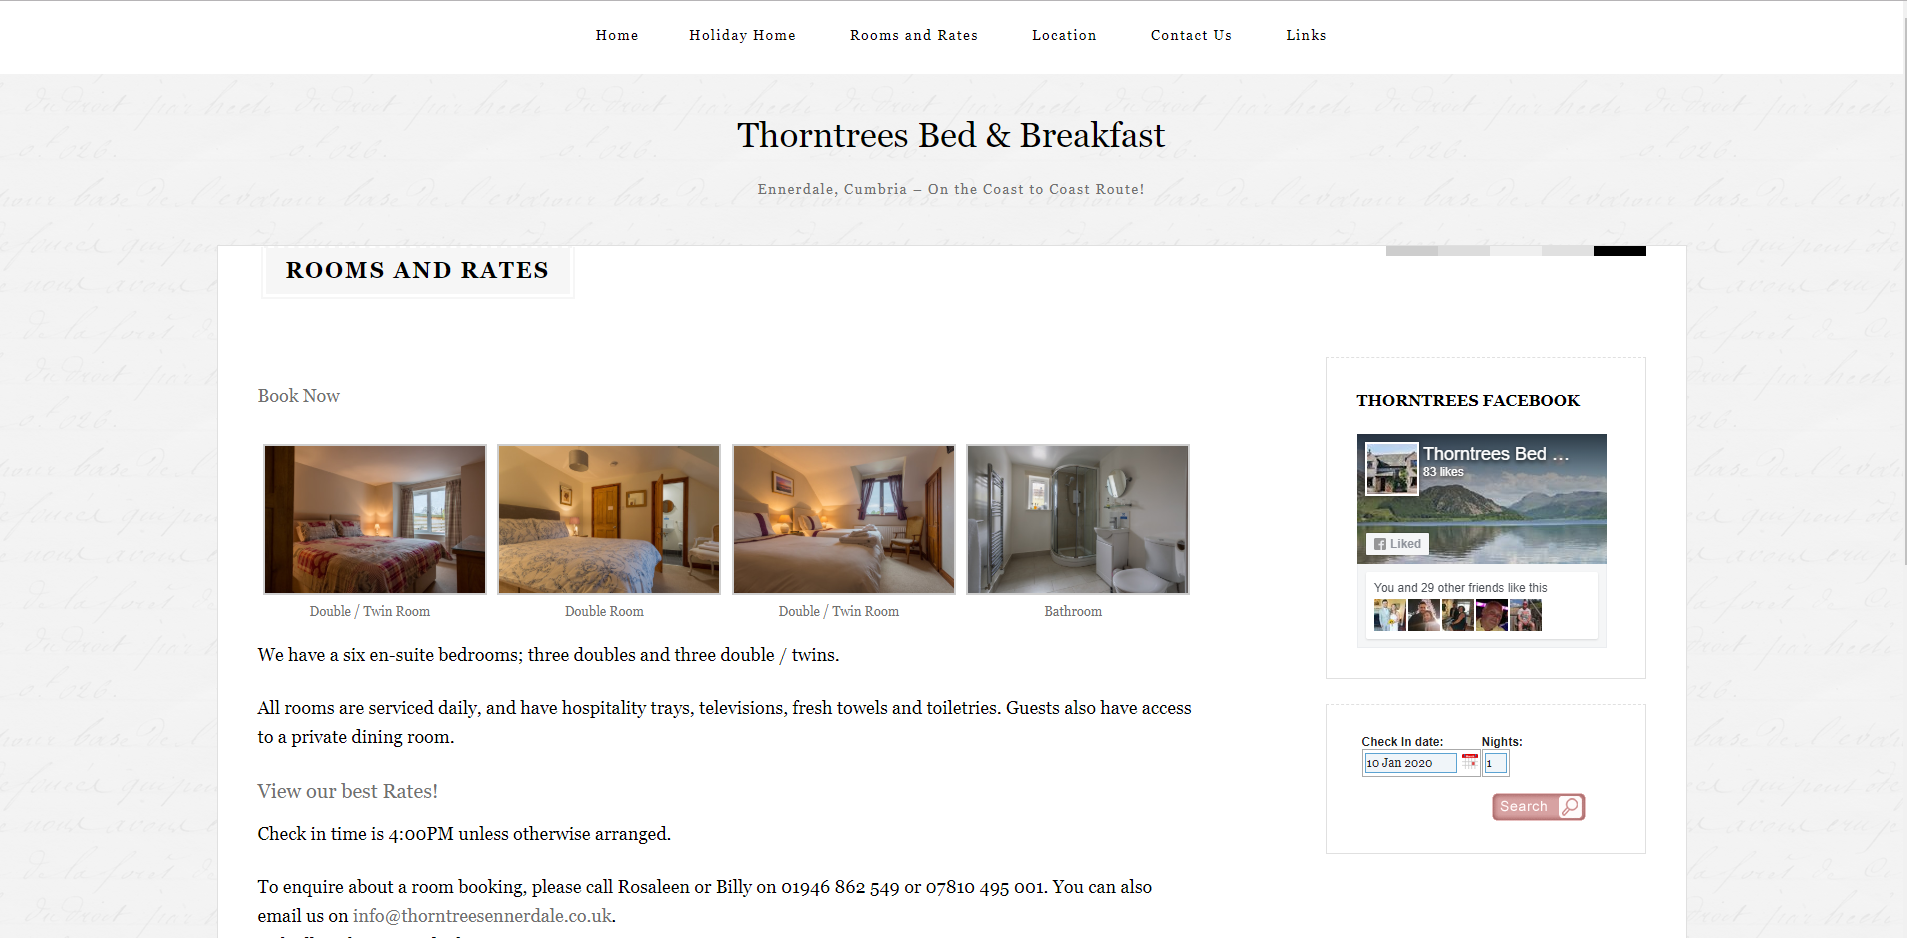 Home Holiday Home Rooms and Rates Location Contact Us Links
Thorntrees Bed & Breakfast
Ennerdale, Cumbria – On the Coast to Coast Route!
ROOMS AND RATES
Book Now
Double / Twin Room
Double Room
Double / Twin Room
Bathroom
We have a six en-suite bedrooms; three doubles and three double / twins.
All rooms are serviced daily, and have hospitality trays, televisions, fresh towels and toiletries. Guests also have access
to a private dining room.
View our best Rates!
Check in time is 4:00PM unless otherwise arranged.
To enquire about a room booking, please call Rosaleen or Billy on 01946 862 549 or 07810 495 001. You can also
email us on info@thorntreesennerdale.co.uk.
THORNTREES FACEBOOK
Thorntrees Bed ...
83 likes
Liked
You and 29 other friends like this
Check In date: Nights:
10 Jan 2020 1
Search